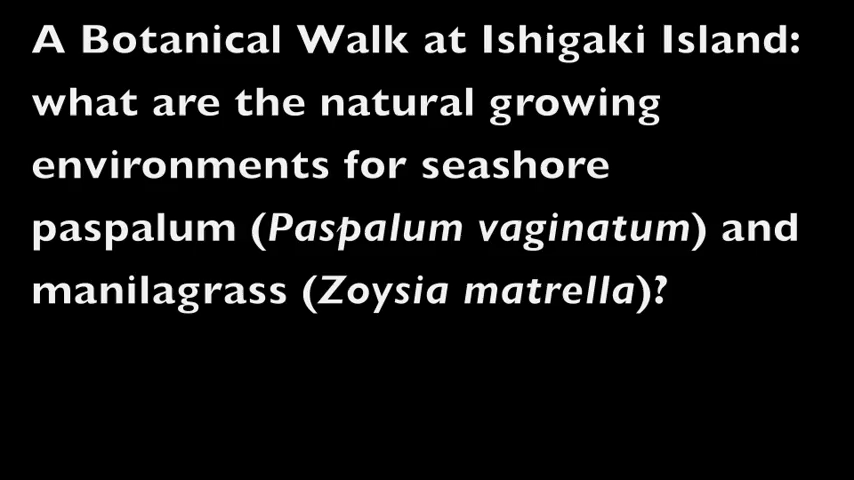 A Botanical Walk at Ishigaki Island:
what are the natural growing
environments for seashore
paspalum (Paspalum vaginatum) and
manilagrass (Zoysia matrella)?